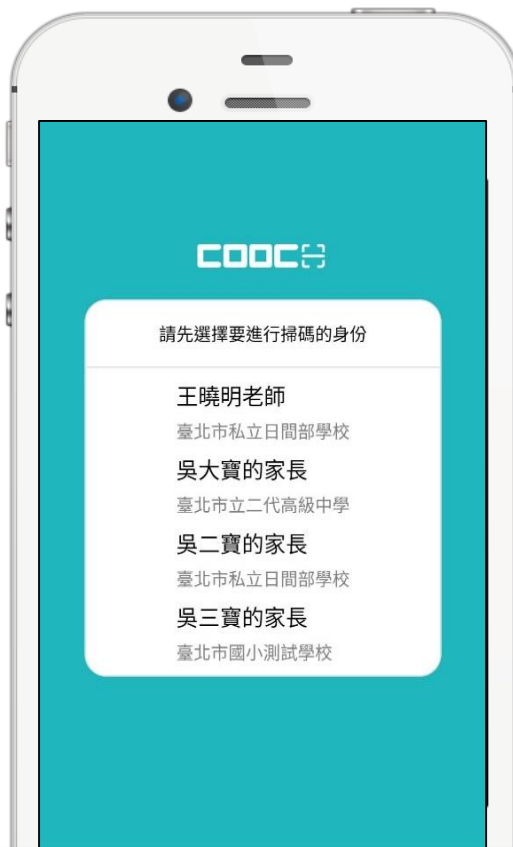 COOC
請先選擇要進行掃碼的身份
王曉明老師
臺北市私立日間部學校
吳大寶的家長
臺北市立二代高級中學
吳二寶的家長
臺北市私立日間部學校
吳三寶的家長
臺北市國小測試學校